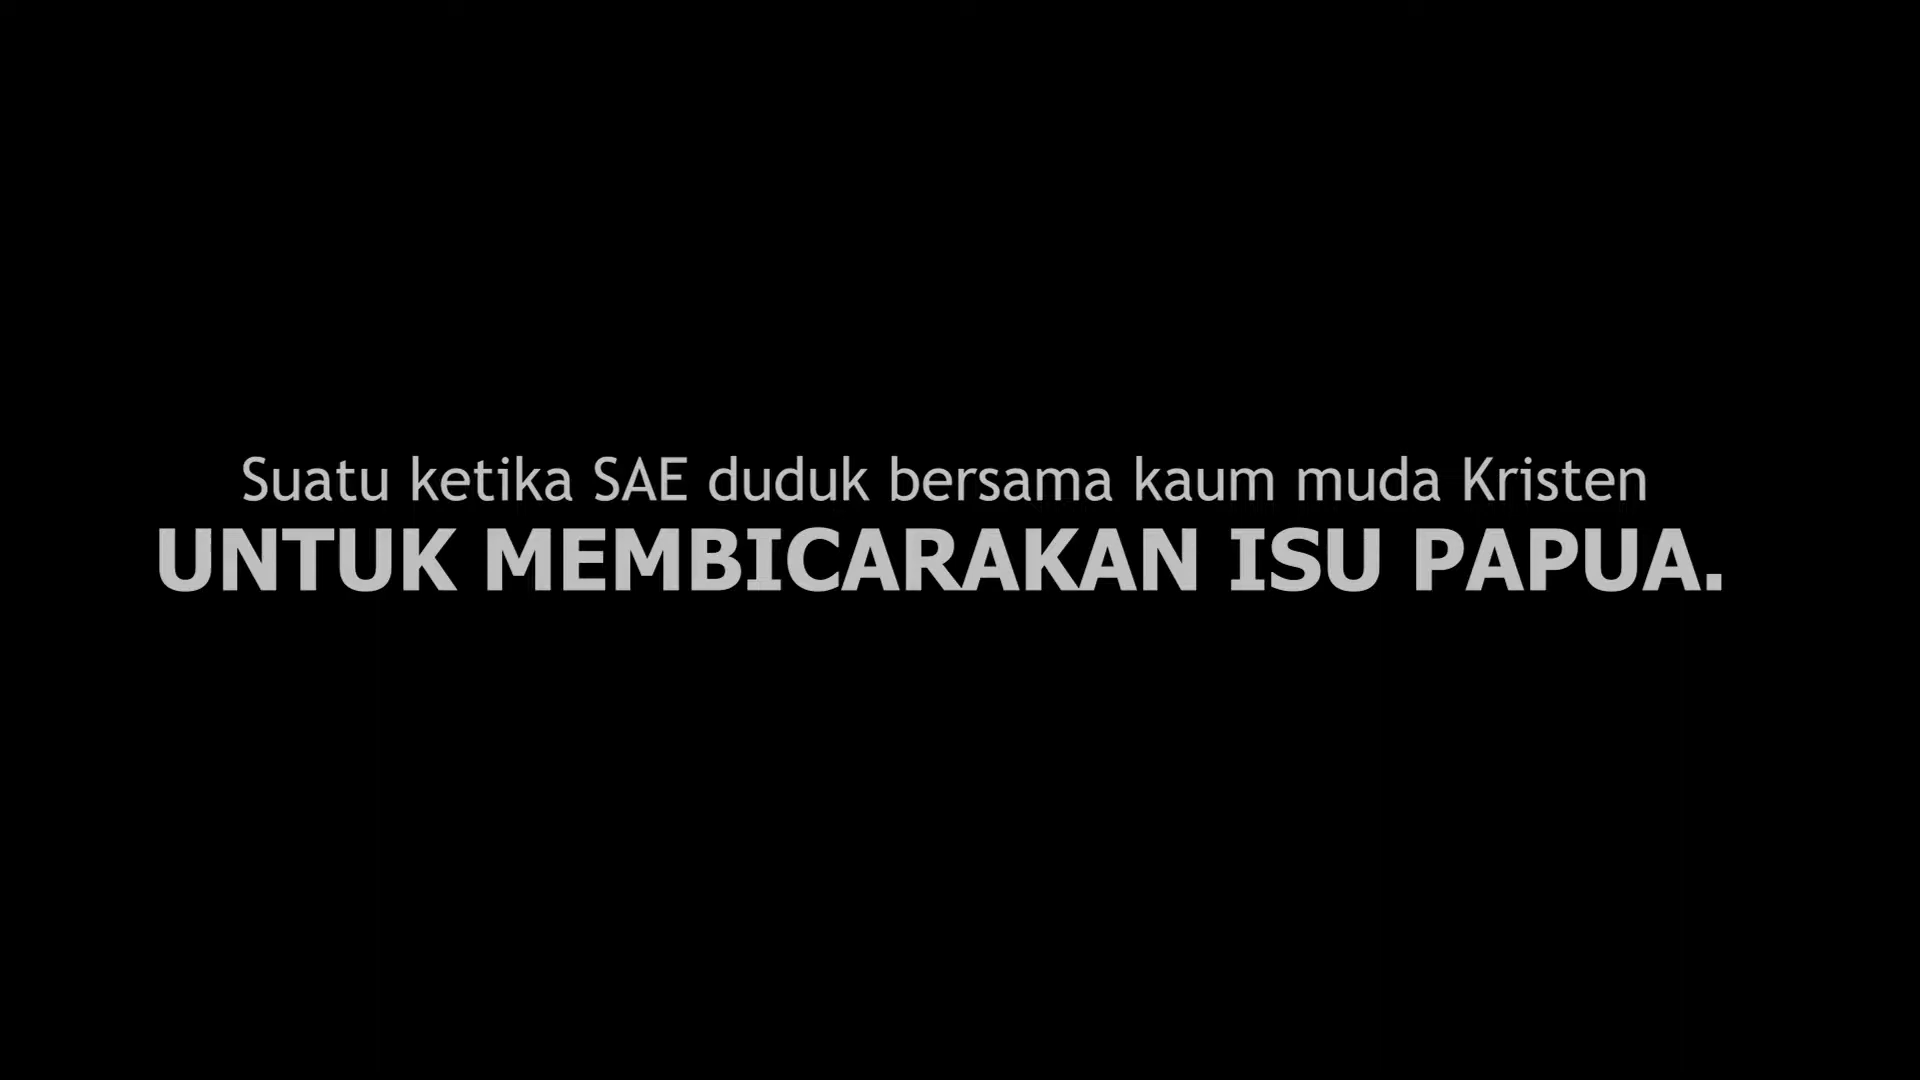 Suatu ketika SAE duduk bersama kaum muda Kristen
UNTUK MEMBICARAKAN ISU PAPUA.